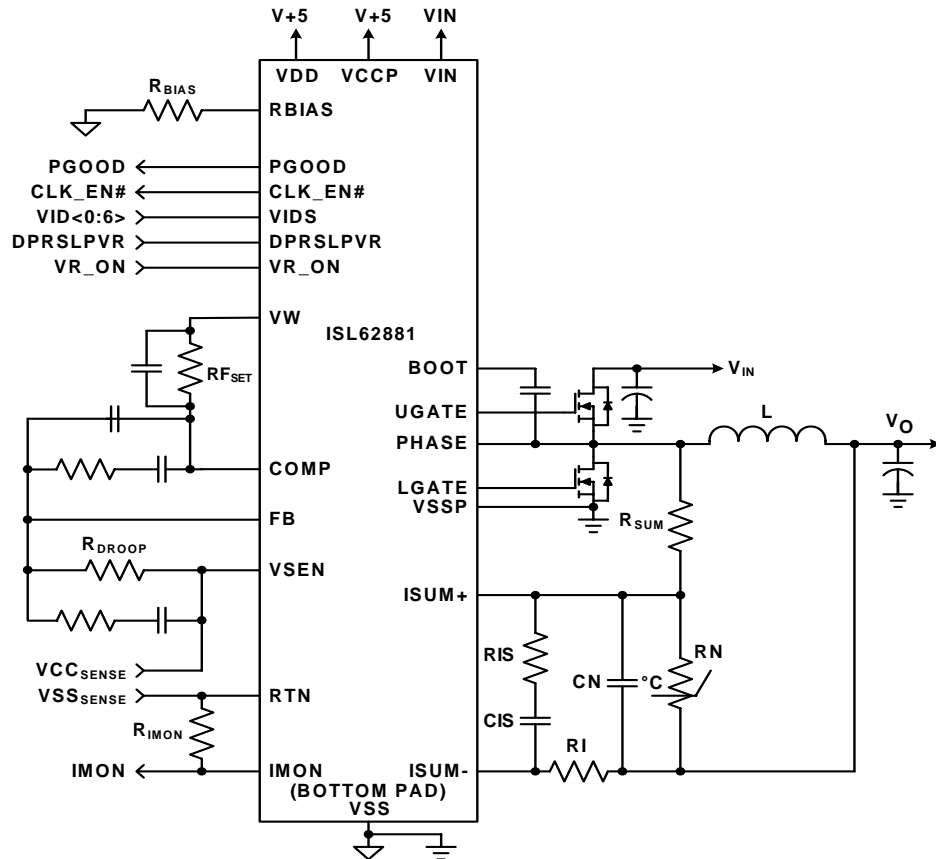 V+5 V+5 VIN
VDD VCCP VIN
RBIAS
RBIAS
PGOOD PGOOD
CLK_EN# CLK_EN#
VID<0:6> VIDS
DPRSLPVR DPRSLPVR
VR_ON VR_ON
VW
ISL62881
RFSET
BOOT
VIN
UGATE
L
VO
PHASE
COMP
LGATE
VSSP
FB
RSUM
RDROOP
VSEN
ISUM+
RIS
CN
°C
RN
VCCSENSE
VSSSENSE RTN
CIS
RIMON
RI
IMON IMON
ISUM-
(BOTTOM PAD)
VSS